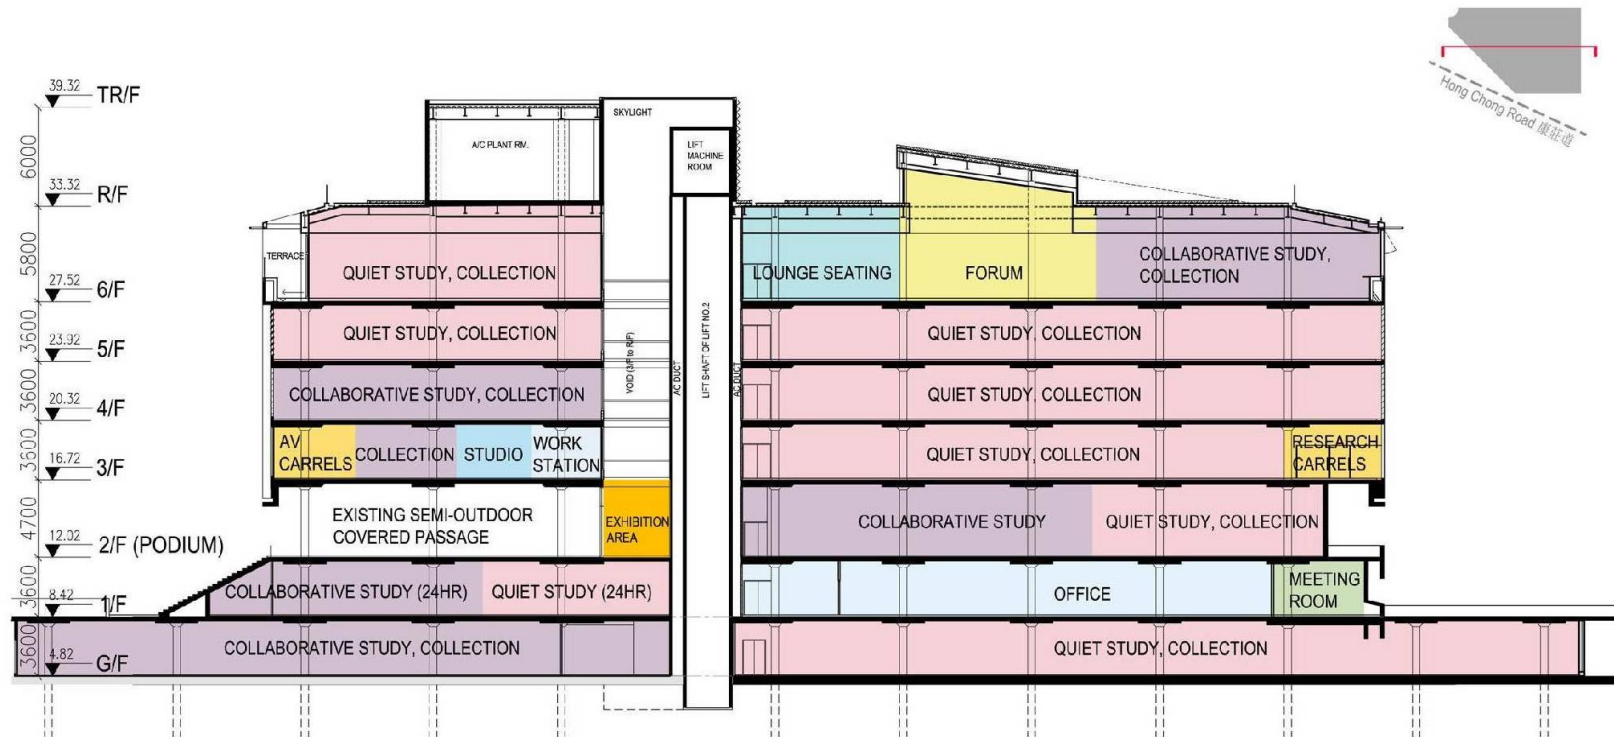 Hong Chong Road 康莊道
39.32 TR/F
SKYLIGHT
A/C PLANT RM.
LIFT
MACHINE
ROOM
6000
33.32 R/F
5800
TERRACE
QUIET STUDY, COLLECTION
LOUNGE SEATING
FORUM
COLLABORATIVE STUDY,
COLLECTION
27.52 6/F
3600
QUIET STUDY, COLLECTION
QUIET STUDY, COLLECTION
23.92 5/F
VOID (3/F to R/F)
AC DUCT
LIFT SHAFT OF LIFT NO.2
AC DUCT
3600
COLLABORATIVE STUDY, COLLECTION
QUIET STUDY, COLLECTION
20.32 4/F
3600
AV
CARRELS
COLLECTION
STUDIO
WORK
STATION
QUIET STUDY, COLLECTION
RESEARCH
CARRELS
16.72 3/F
4700
EXISTING SEMI-OUTDOOR
COVERED PASSAGE
EXHIBITION
AREA
COLLABORATIVE STUDY
QUIET STUDY, COLLECTION
12.02 2/F (PODIUM)
3600
COLLABORATIVE STUDY (24HR)
QUIET STUDY (24HR)
OFFICE
MEETING
ROOM
8.42 1/F
3600
COLLABORATIVE STUDY, COLLECTION
QUIET STUDY, COLLECTION
4.82 G/F